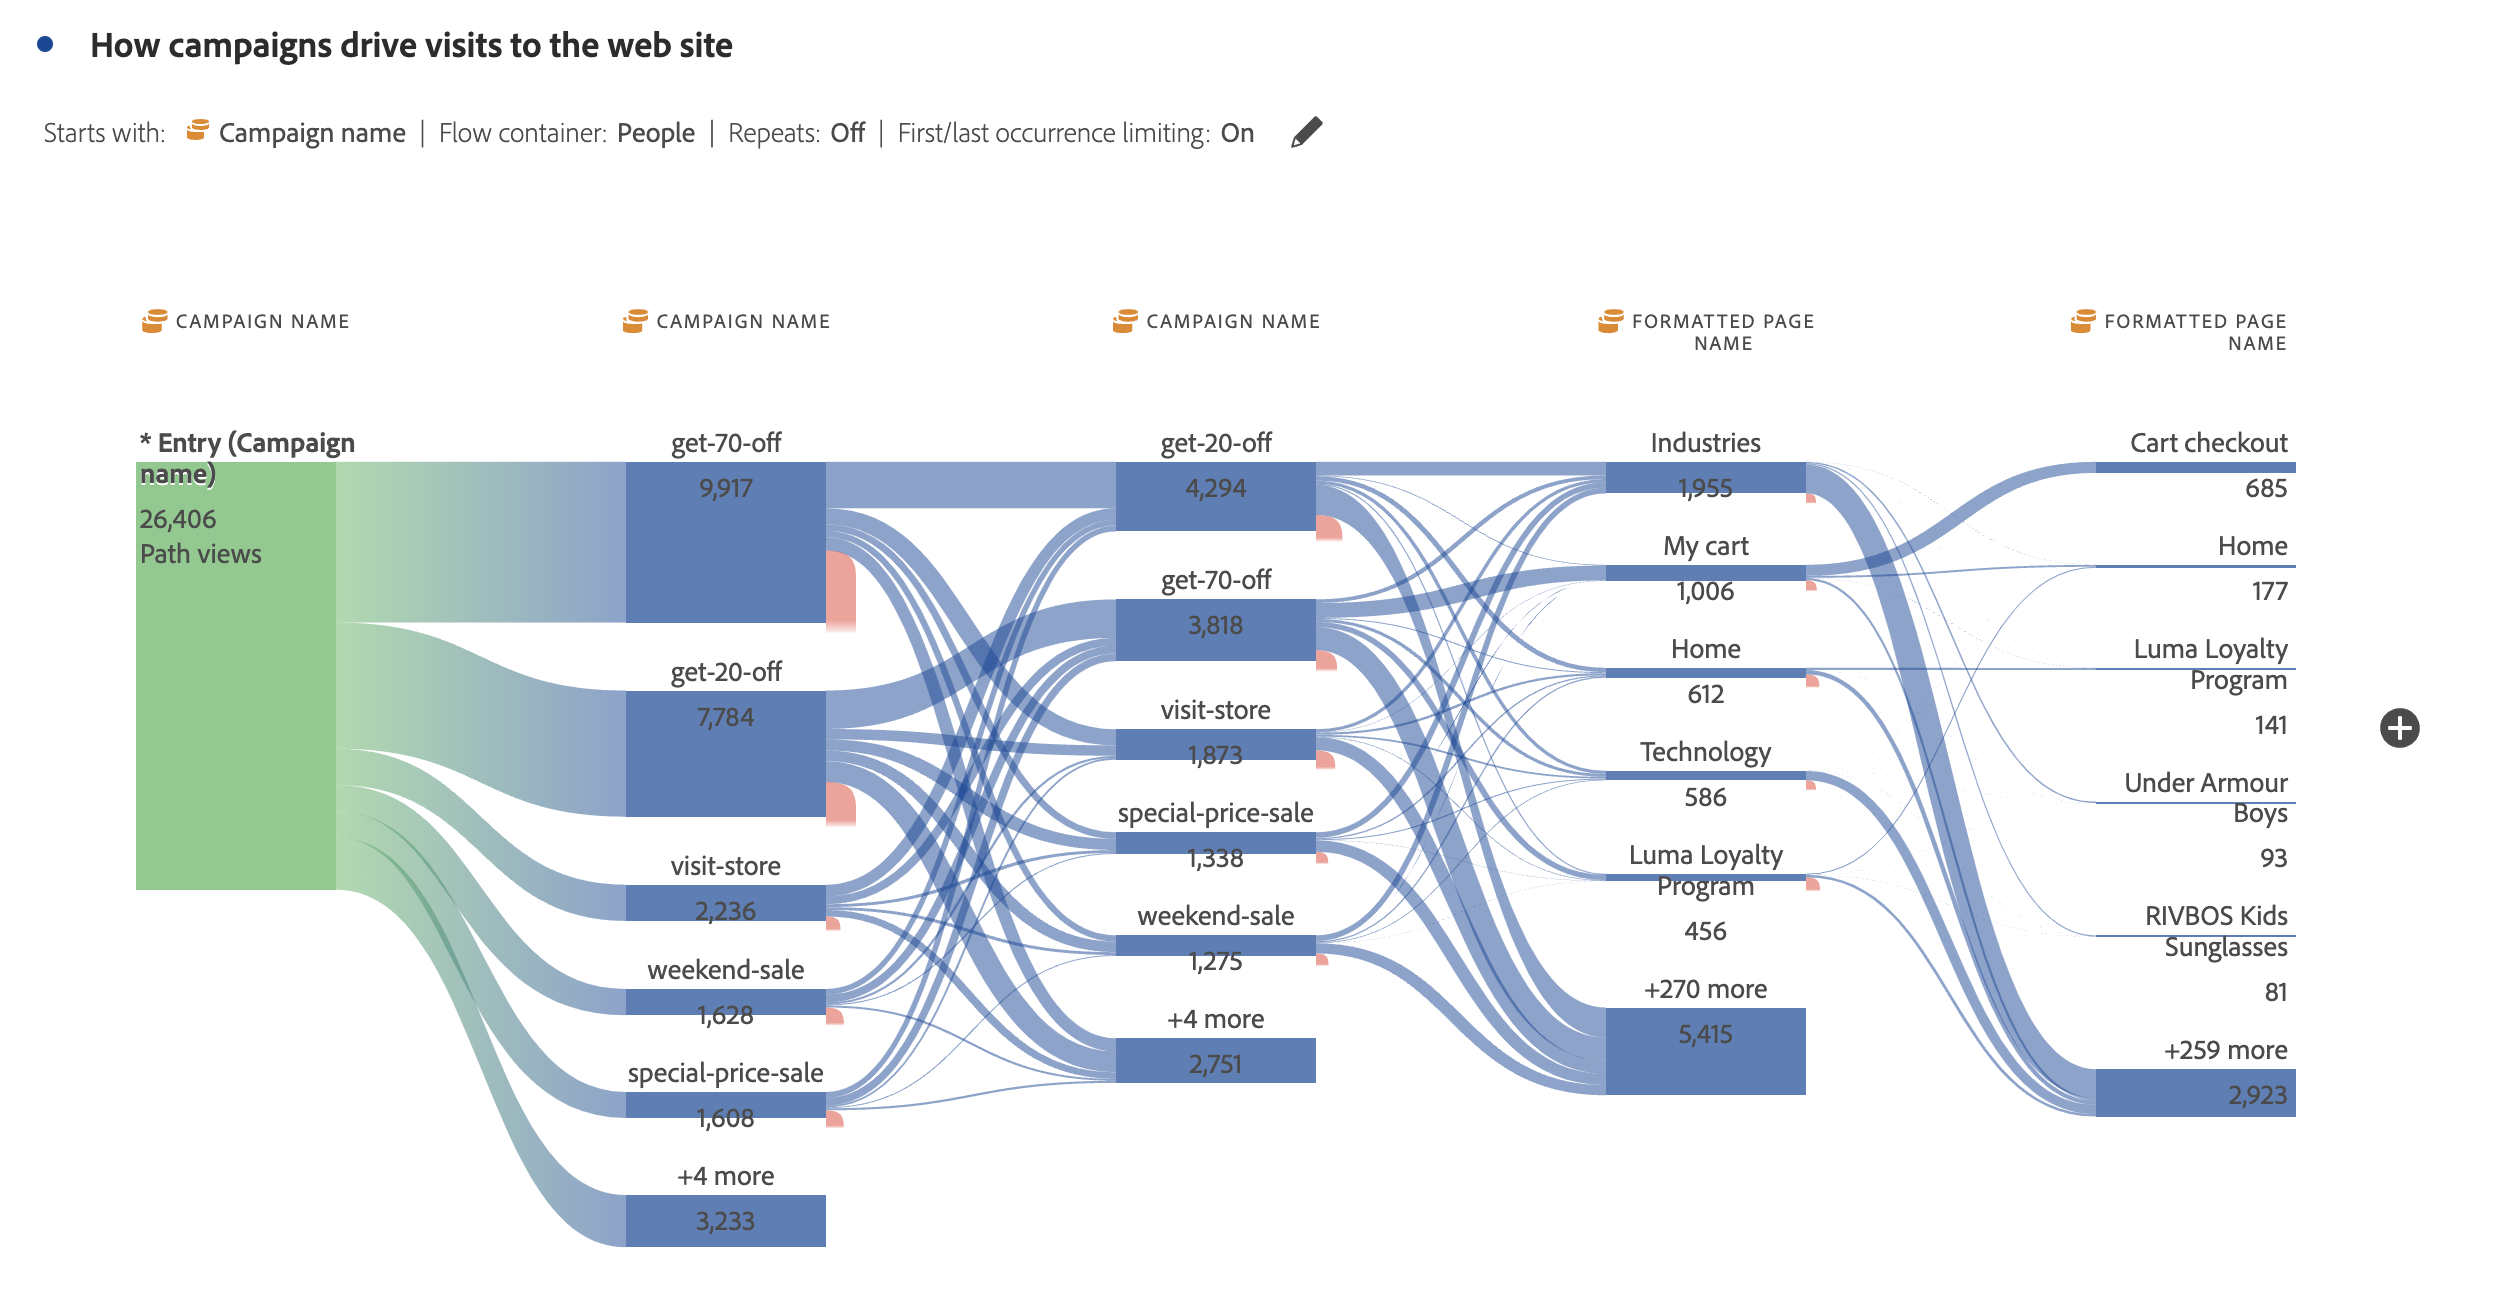 How campaigns drive visits to the web site
Starts with: Campaign name | Flow container: People | Repeats: Off | First/last occurrence limiting: On
CAMPAIGN NAME
CAMPAIGN NAME
CAMPAIGN NAME
FORMATTED PAGE
NAME
FORMATTED PAGE
NAME
* Entry (Campaign
name)
26,406
Path views
get-70-off
9,917
get-20-off
7,784
visit-store
2,236
weekend-sale
1,628
special-price-sale
1,608
+4 more
3,233
get-20-off
4,294
get-70-off
3,818
visit-store
1,873
special-price-sale
1,338
weekend-sale
1,275
+4 more
2,751
Industries
1,955
My cart
1,006
Home
612
Technology
586
Luma Loyalty
Program
456
+270 more
5,415
Cart checkout
685
Home
177
Luma Loyalty
Program
141
Under Armour
Boys
93
RIVBOS Kids
Sunglasses
81
+259 more
2,923